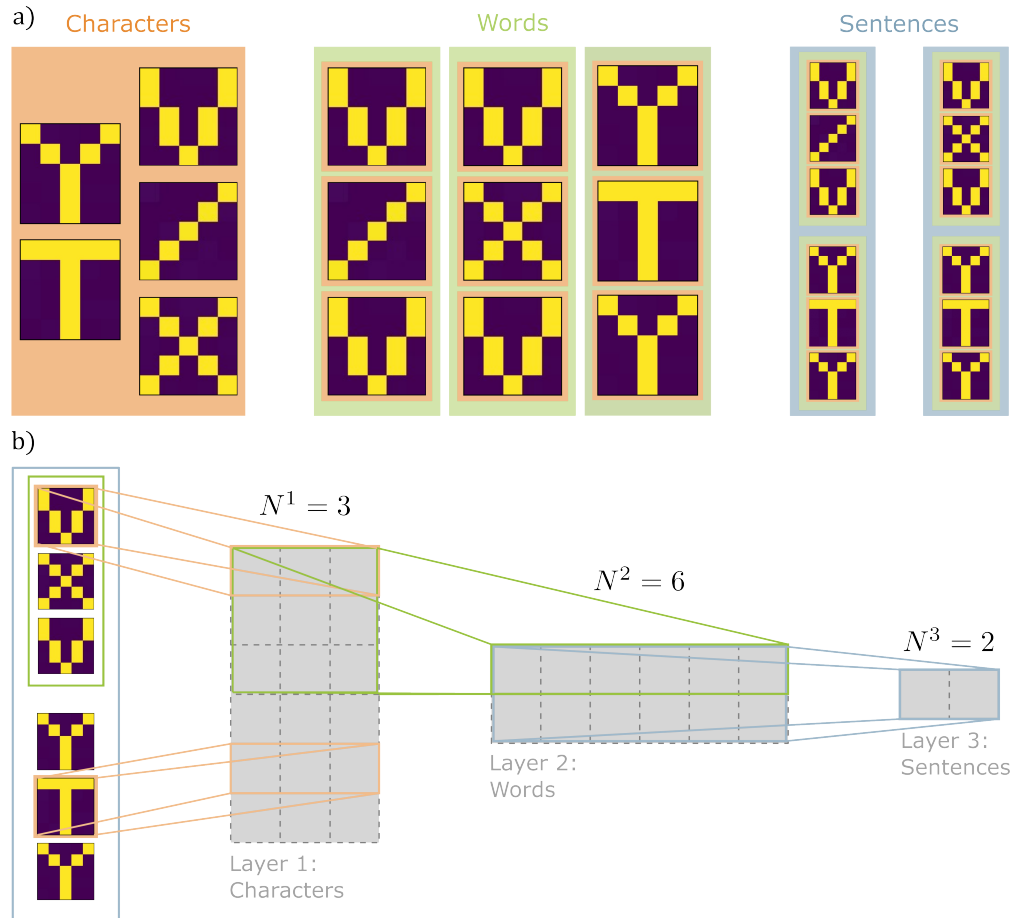 a)
Characters
Words
Sentences
b)
N^1 = 3
N^2 = 6
N^3 = 2
Layer 1:
Characters
Layer 2:
Words
Layer 3:
Sentences